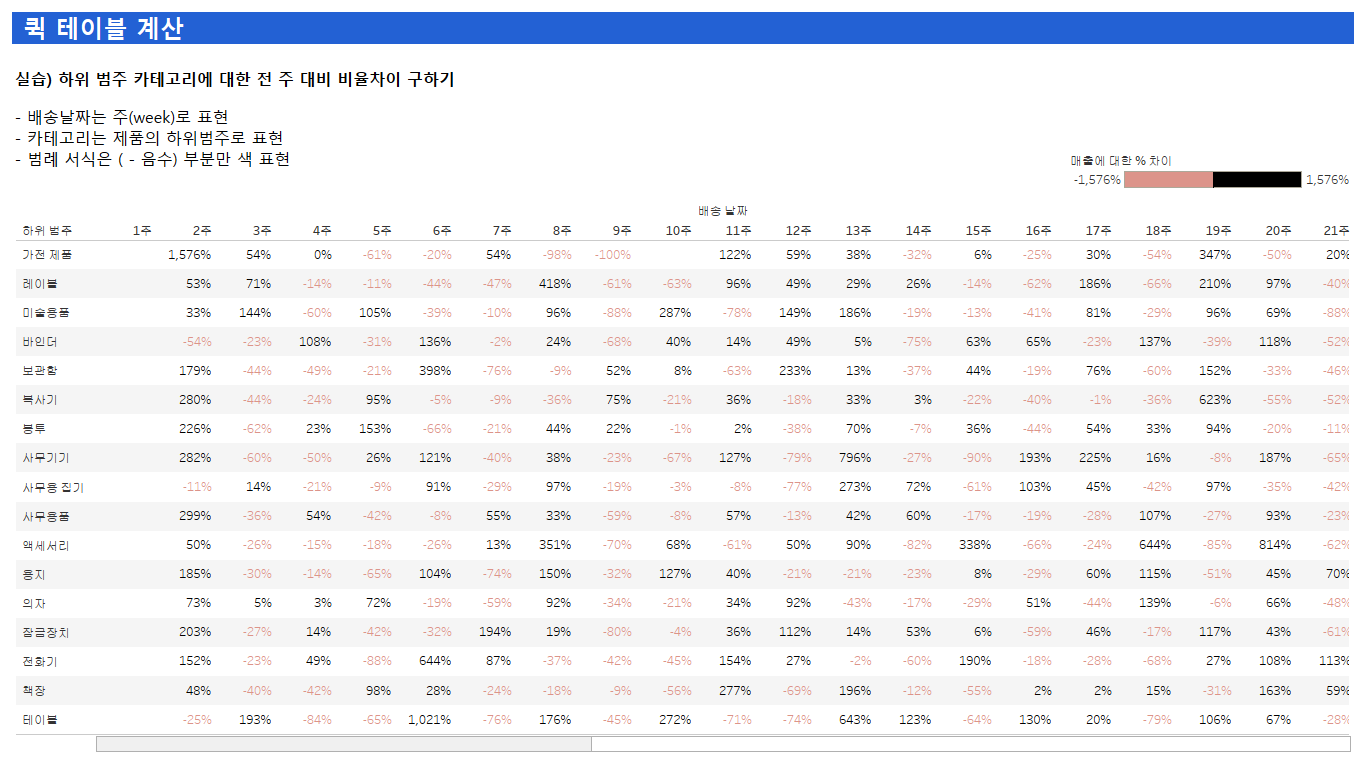 퀵 테이블 계산
실습) 하위 범주 카테고리에 대한 전 주 대비 비율차이 구하기
- 배송날짜는 주(week)로 표현
- 카테고리는 제품의 하위범주로 표현
- 범례 서식은 ( - 음수) 부분만 색 표현
매출에 대한 % 차이
-1,576% 1,576%
배송 날짜
하위 범주 1주 2주 3주 4주 5주 6주 7주 8주 9주 10주 11주 12주 13주 14주 15주 16주 17주 18주 19주 20주 21주
가전 제품 1,576% 54% 0% -61% -20% 54% -98% -100% 122% 59% 38% -32% 6% -25% 30% -54% 347% -50% 20%
레이블 53% 71% -14% -11% -44% -47% 418% -61% -63% 96% 49% 29% 26% -14% -62% 186% -66% 210% 97% -40%
미술용품 33% 144% -60% 105% -39% -10% 96% -88% 287% -78% 149% 186% -19% -13% -41% 81% -29% 96% 69% -88%
바인더 -54% -23% 108% -31% 136% -2% 24% -68% 40% 14% 49% 5% -75% 63% 65% -23% 137% -39% 118% -52%
보관함 179% -44% -49% -21% 398% -76% -9% 52% 8% -63% 233% 13% -37% 44% -19% 76% -60% 152% -33% -46%
복사기 280% -44% -24% 95% -5% -9% -36% 75% -21% 36% -18% 33% 3% -22% -40% -1% -36% 623% -55% -52%
봉투 226% -62% 23% 153% -66% -21% 44% 22% -1% 2% -38% 70% -7% 36% -44% 54% 33% 94% -20% -11%
사무기기 282% -60% -50% 26% 121% -40% 38% -23% -67% 127% -79% 796% -27% -90% 193% 225% 16% -8% 187% -65%
사무용 집기 -11% 14% -21% -9% 91% -29% 97% -19% -3% -8% -77% 273% 72% -61% 103% 45% -42% 97% -35% -42%
사무용품 299% -36% 54% -42% -8% 55% 33% -59% -8% 57% -13% 42% 60% -17% -19% -28% 107% -27% 93% -23%
액세서리 50% -26% -15% -18% -26% 13% 351% -70% 68% -61% 50% 90% -82% 338% -66% -24% 644% -85% 814% -62%
용지 185% -30% -14% -65% 104% -74% 150% -32% 127% 40% -21% -21% -23% 8% -29% 60% 115% -51% 45% 70%
의자 73% 5% 3% 72% -19% -59% 92% -34% -21% 34% 92% -43% -17% -29% 51% -44% 139% -6% 66% -48%
잠금장치 203% -27% 14% -42% -32% 194% 19% -80% -4% 36% 112% 14% 53% 6% -59% 46% -17% 117% 43% -61%
전화기 152% -23% 49% -88% 644% 87% -37% -42% -45% 154% 27% -2% -60% 190% -18% -28% -68% 27% 108% 113%
책장 48% -40% -42% 98% 28% -24% -18% -9% -56% 277% -69% 196% -12% -55% 2% 2% 15% -31% 163% 59%
테이블 -25% 193% -84% -65% 1,021% -76% 176% -45% 272% -71% -74% 643% 123% -64% 130% 20% -79% 106% 67% -28%